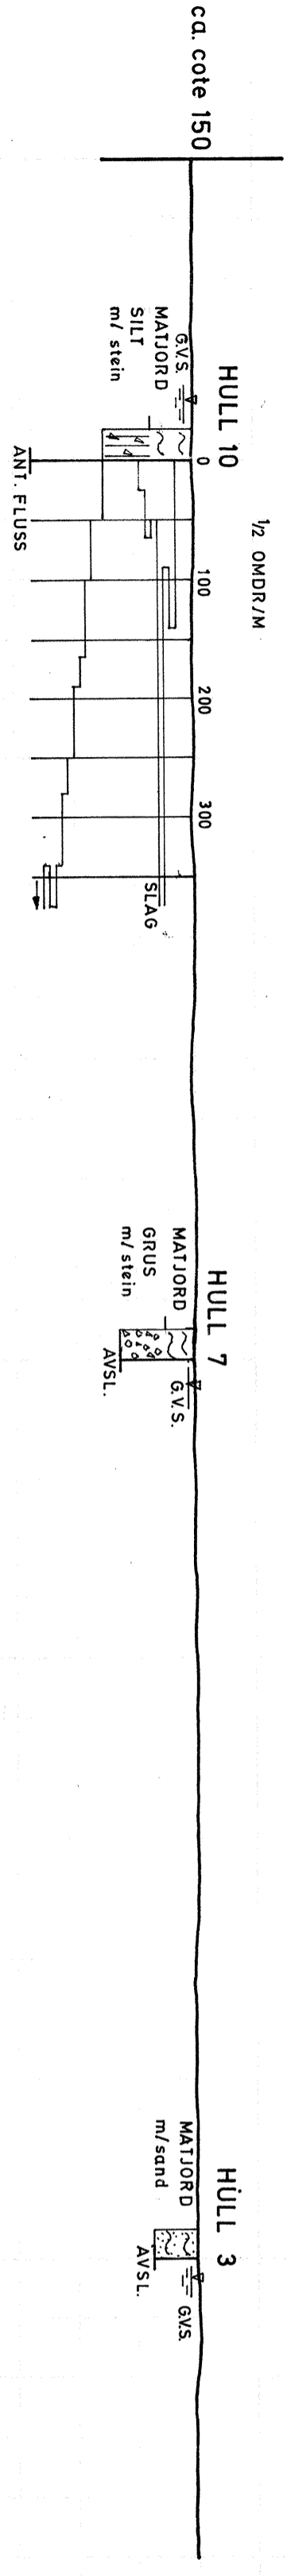 ca. cote 150
HULL 10
1/2 OMDR/M
G.V.S.
MATJORD
SILT
m/ stein
0
100
200
300
SLAG
ANT. FLUSS
HULL 7
MATJORD
GRUS
m/ stein
G.V.S.
AVSL.
HULL 3
MATJORD
m/sand
G.V.S.
AVSL.